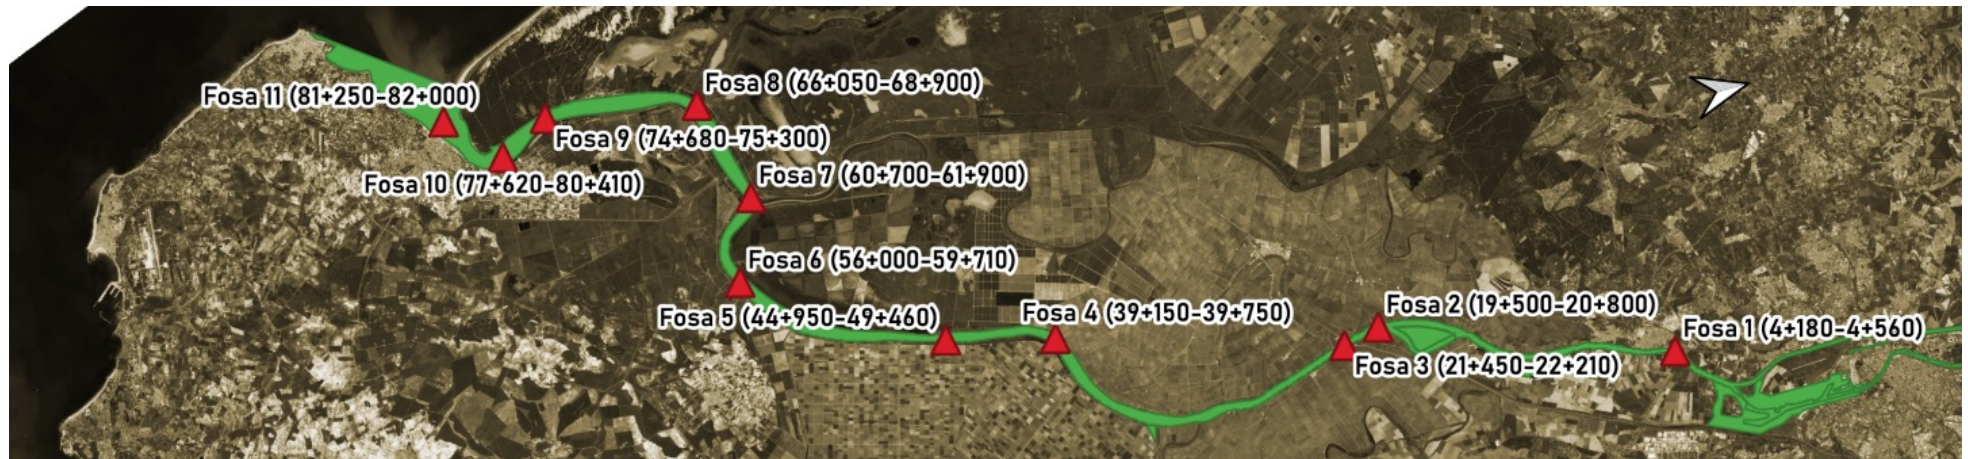 Fosa 8 (66+050-68+900)
Fosa 11 (81+250-82+000)
Fosa 9 (74+680-75+300)
Fosa 7 (60+700-61+900)
Fosa 10 (77+620-80+410)
Fosa 6 (56+000-59+710)
Fosa 2 (19+500-20+800)
Fosa 4 (39+150-39+750)
Fosa 5 (44+950-49+460)
Fosa 1 (4+180-4+560)
Fosa 3 (21+450-22+210)